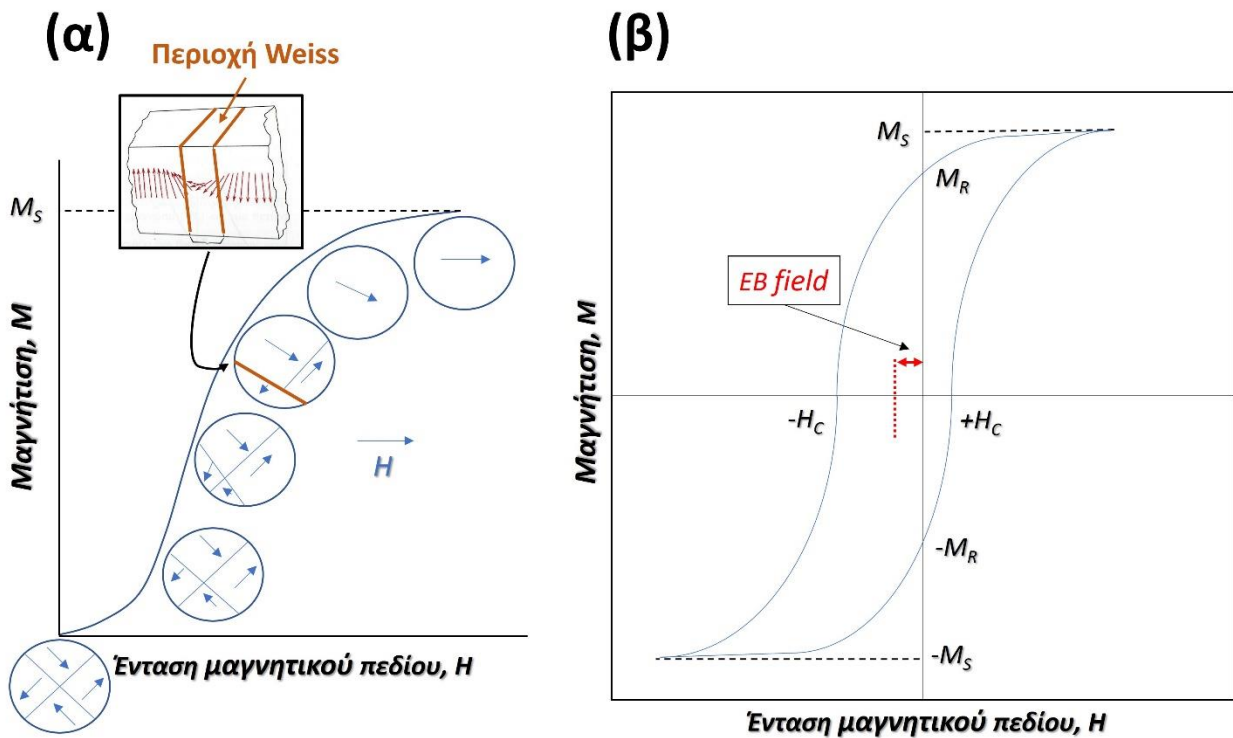 (α)
Περιοχή Weiss
M_S
Μαγνήτιση, M
H
Ένταση μαγνητικού πεδίου, H
(β)
M_S
M_R
EB field
Μαγνήτιση, M
-H_C
+H_C
-M_R
-M_S
Ένταση μαγνητικού πεδίου, H